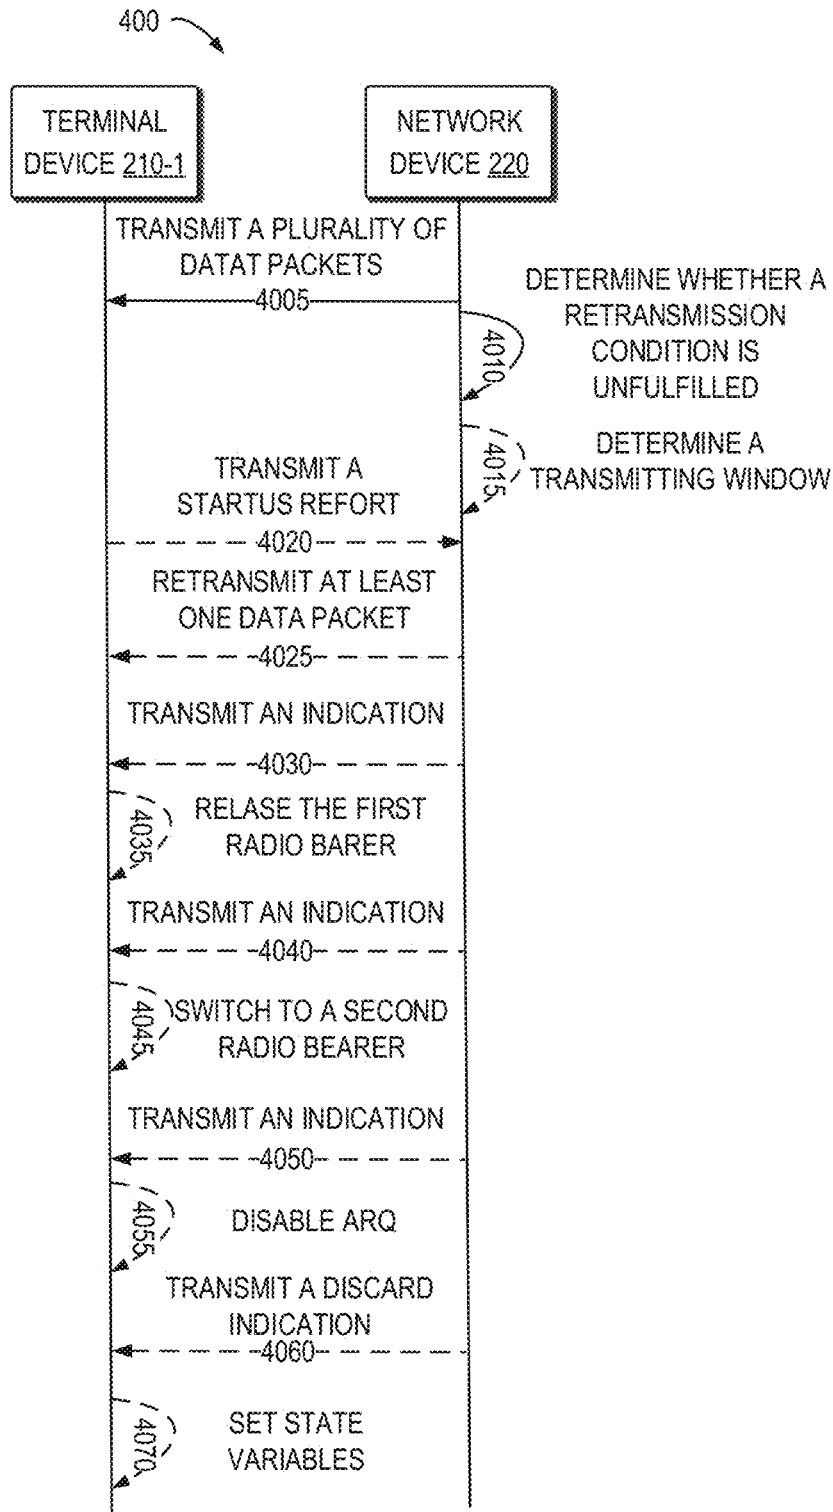 400
TERMINAL
DEVICE 210-1
NETWORK
DEVICE 220
TRANSMIT A PLURALITY OF
DATAT PACKETS
4005
DETERMINE WHETHER A
RETRANSMISSION
CONDITION IS
UNFULFILLED
4010
DETERMINE A
TRANSMITTING WINDOW
4015
TRANSMIT A
STARTUS REFORT
4020
RETRANSMIT AT LEAST
ONE DATA PACKET
4025
TRANSMIT AN INDICATION
4030
RELASE THE FIRST
RADIO BARER
4035
TRANSMIT AN INDICATION
4040
SWITCH TO A SECOND
RADIO BEARER
4045
TRANSMIT AN INDICATION
4050
DISABLE ARQ
4055
TRANSMIT A DISCARD
INDICATION
4060
SET STATE
VARIABLES
4070